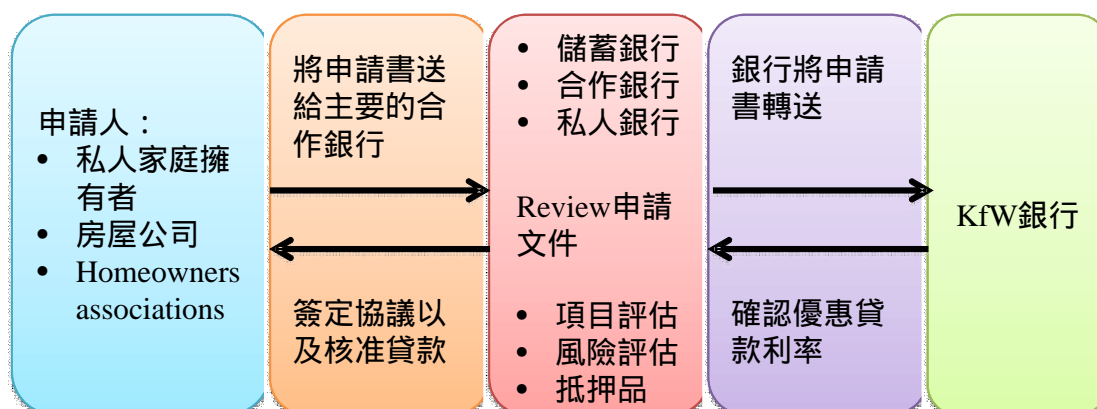 申請人：
• 私人家庭擁
有者
• 房屋公司
• Homeowners
associations
將申請書送
給主要的合
作銀行
簽定協議以
及核准貸款
• 儲蓄銀行
• 合作銀行
• 私人銀行
Review申請
文件
• 項目評估
• 風險評估
• 抵押品
銀行將申請
書轉送
確認優惠貸
款利率
KfW銀行